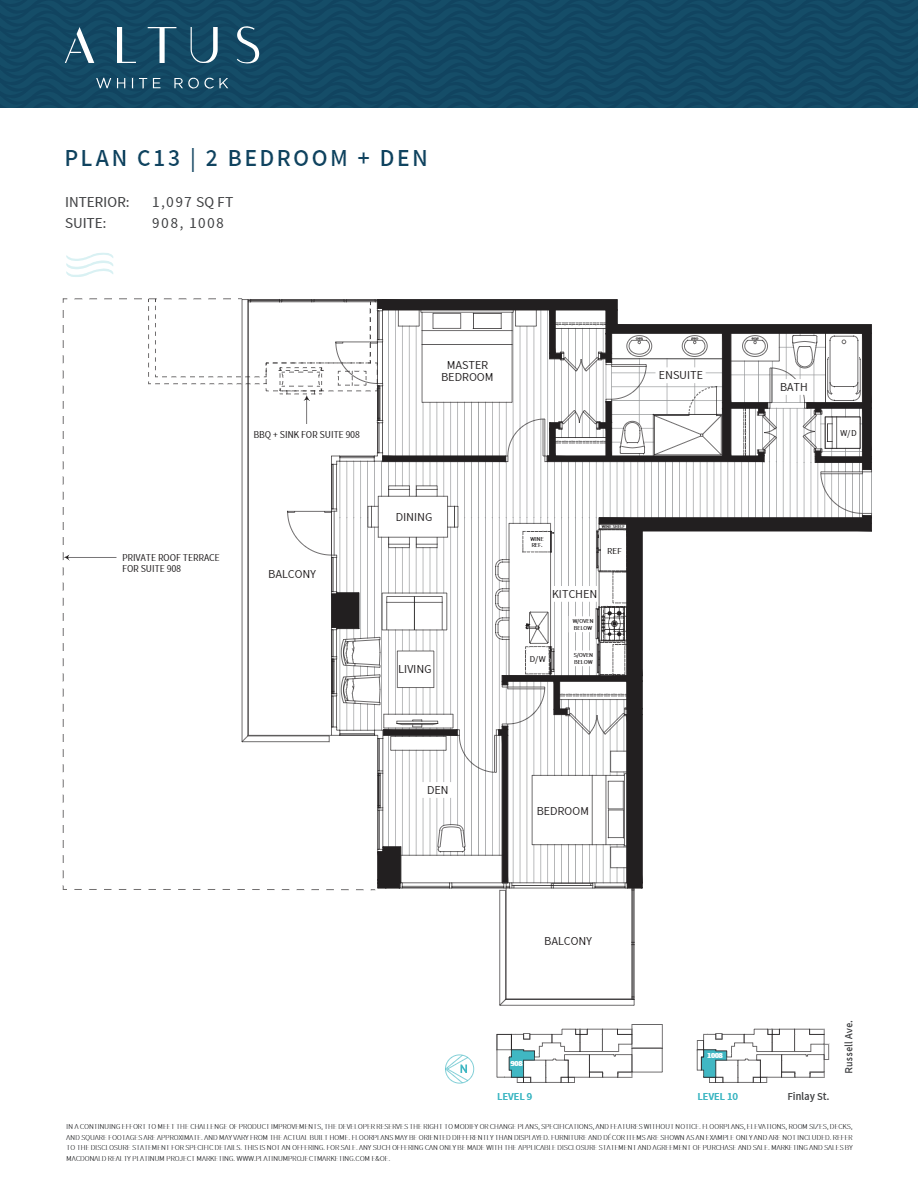 ALTUS
WHITE ROCK
PLAN C13 | 2 BEDROOM + DEN
INTERIOR: 1,097 SQ FT
SUITE: 908, 1008
MASTER
BEDROOM
ENSUITE
BATH
BBQ + SINK FOR SUITE 908
W/D
DINING
WINE
REF.
REF
PRIVATE ROOF TERRACE
FOR SUITE 908
BALCONY
KITCHEN
W/OVEN
BELOW
D/W
S/OVEN
BELOW
LIVING
DEN
BEDROOM
BALCONY
N
908
1008
LEVEL 9
LEVEL 10
Finlay St.
Russell Ave.
IN A CONTINUING EFFORT TO MEET THE CHALLENGE OF PRODUCT IMPROVEMENTS, THE DEVELOPER RESERVES THE RIGHT TO MODIFY OR CHANGE PLANS, SPECIFICATIONS, AND FEATURES WITHOUT NOTICE. FLOORPLANS, ELEVATIONS, ROOM SIZES, DECKS,
AND SQUARE FOOTAGES ARE APPROXIMATE. AND MAY VARY FROM THE ACTUAL BUILT HOME. FLOORPLANS MAY BE ORIENTED DIFFERENTLY THAN DISPLAYED. FURNITURE AND DÉCOR ITEMS ARE SHOWN AS AN EXAMPLE ONLY AND ARE NOT INCLUDED. REFER
TO THE DISCLOSURE STATEMENT FOR SPECIFIC DETAILS. THIS IS NOT AN OFFERING. FOR SALE. ANY SUCH OFFERING CAN ONLY BE MADE WITH THE APPLICABLE DISCLOSURE STATEMENT AND AGREEMENT OF PURCHASE AND SALE. MARKETING AND SALES BY
MACDONALD REALTY PLATINUM PROJECT MARKETING. WWW.PLATINUMPROJECTMARKETING.COM E&OE.